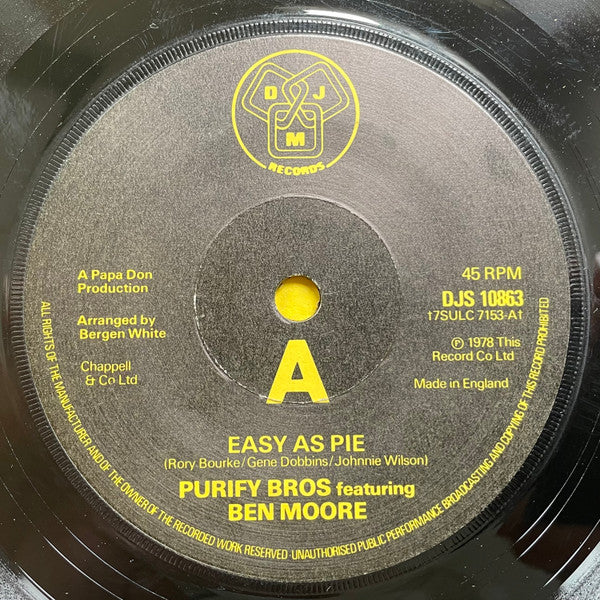 D J
M
RECORDS
A Papa Don
Production
Arranged by
Bergen White
Chappell
& Co Ltd
45 RPM
DJS 10863
†7SULC 7153-A†
℗ 1978 This
Record Co Ltd
Made in England
A
EASY AS PIE
(Rory Bourke/Gene Dobbins/Johnnie Wilson)
PURIFY BROS featuring
BEN MOORE
ALL RIGHTS OF THE MANUFACTURER AND OF THE OWNER OF THE RECORDED WORK RESERVED·UNAUTHORISED PUBLIC PERFORMANCE BROADCASTING AND COPYING OF THIS RECORD PROHIBITED